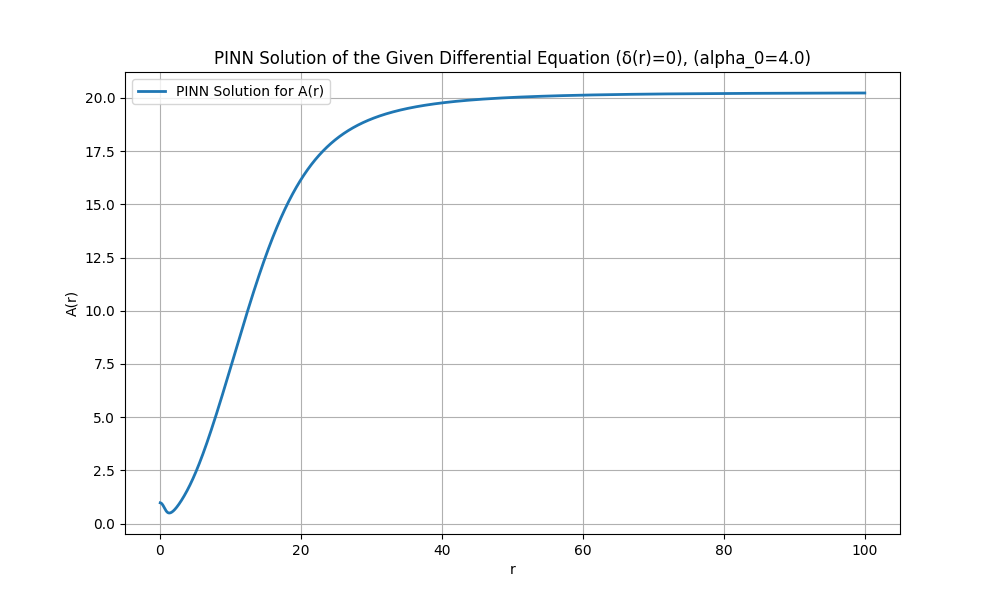 PINN Solution of the Given Differential Equation (δ(r)=0), (alpha_0=4.0)
PINN Solution for A(r)
A(r)
20.0
17.5
15.0
12.5
10.0
7.5
5.0
2.5
0.0
0 20 40 60 80 100
r